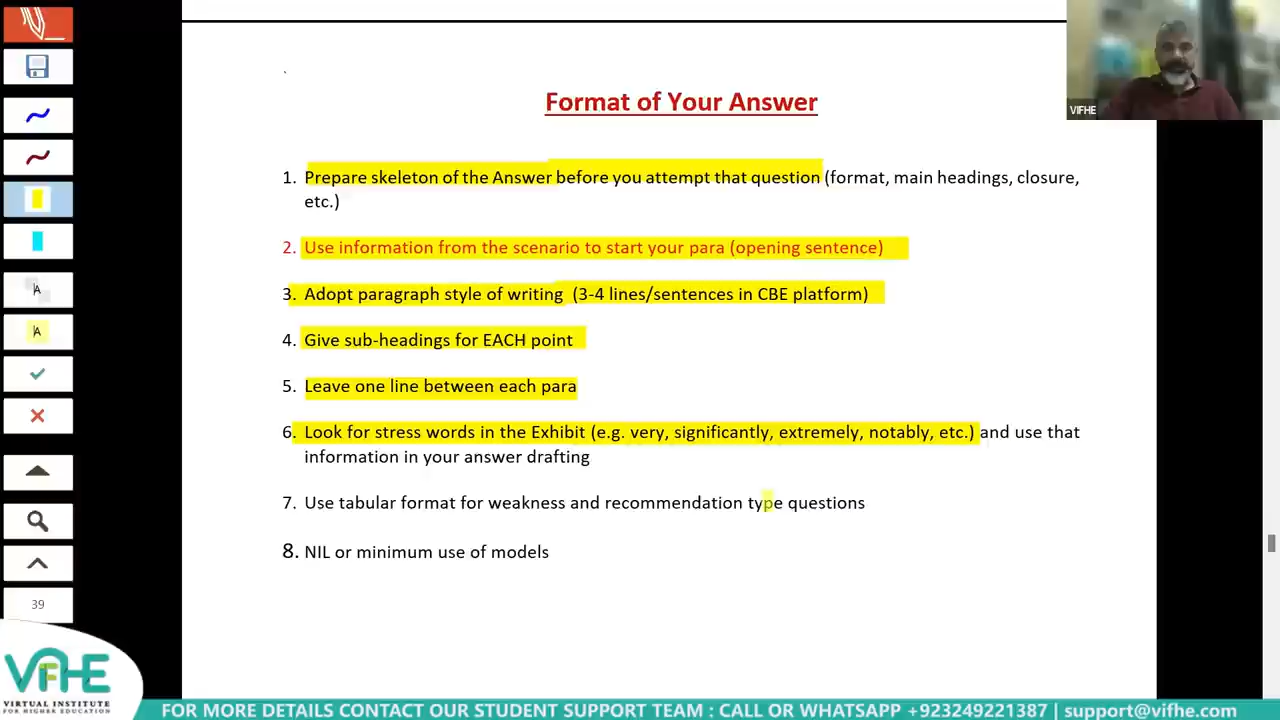 VIFHE
Format of Your Answer
1. Prepare skeleton of the Answer before you attempt that question (format, main headings, closure,
etc.)
2. Use information from the scenario to start your para (opening sentence)
3. Adopt paragraph style of writing (3-4 lines/sentences in CBE platform)
4. Give sub-headings for EACH point
5. Leave one line between each para
6. Look for stress words in the Exhibit (e.g. very, significantly, extremely, notably, etc.) and use that
information in your answer drafting
7. Use tabular format for weakness and recommendation type questions
8. NIL or minimum use of models
A
A
39
VIFHE
VIRTUAL INSTITUTE
FOR HIGHER EDUCATION
FOR MORE DETAILS CONTACT OUR STUDENT SUPPORT TEAM : CALL OR WHATSAPP +923249221387 | support@vifhe.com